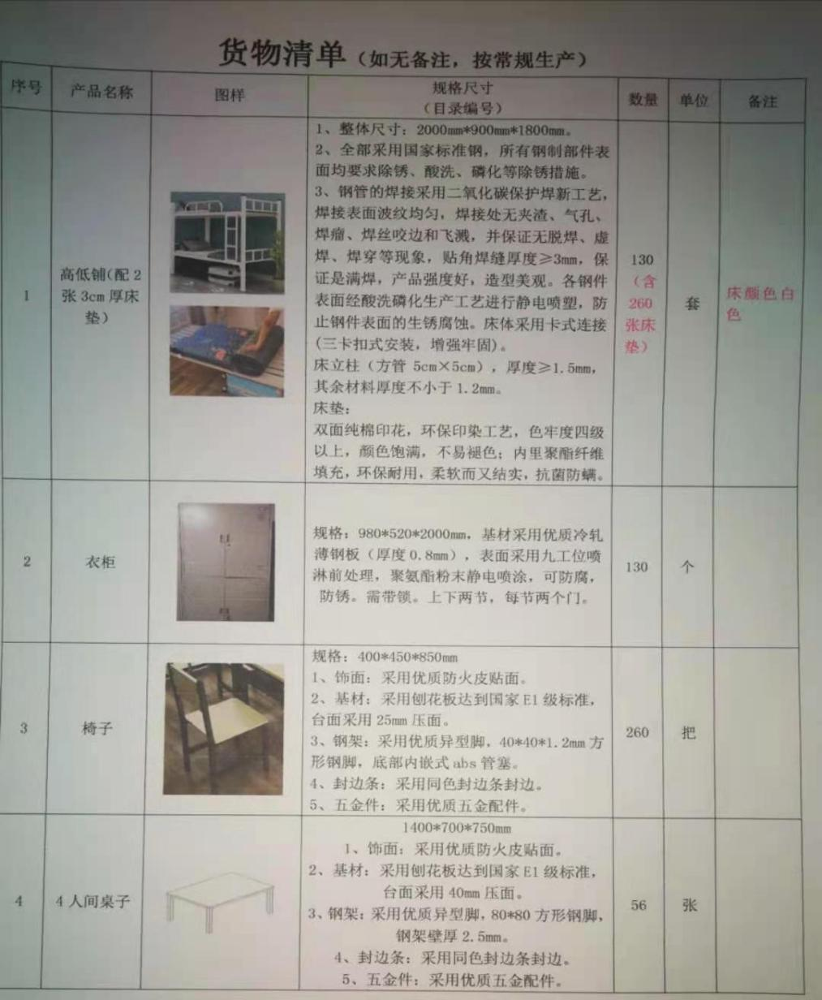 货物清单（如无备注，按常规生产）
序号
产品名称
图样
规格尺寸
（目录编号）
数量
单位
备注
1
高低铺（配2
张3cm厚床
垫）
1、整体尺寸：2000mm*900mm*1800mm。
2、全部采用国家标准钢，所有钢制部件表
面均要求除锈、酸洗、磷化等除锈措施。
3、钢管的焊接采用二氧化碳保护焊新工艺，
焊接表面波纹均匀，焊接处无夹渣、气孔、
焊瘤、焊丝咬边和飞溅，并保证无脱焊、虚
焊、焊穿等现象，贴角焊缝厚度≥3mm，保
证是满焊，产品强度好，造型美观。各钢件
表面经酸洗磷化生产工艺进行静电喷塑，防
止钢件表面的生锈腐蚀。床体采用卡式连接
(三卡扣式安装，增强牢固)。
床立柱（方管 5cm×5cm），厚度≥1.5mm，
其余材料厚度不小于1.2mm。
床垫：
双面纯棉印花，环保印染工艺，色牢度四级
以上，颜色饱满，不易褪色；内里聚酯纤维
填充，环保耐用，柔软而又结实，抗菌防螨。
130
（含
260
张床
垫）
套
床颜色白
色
2
衣柜
规格：980*520*2000mm，基材采用优质冷轧
薄钢板（厚度0.8mm），表面采用九工位喷
淋前处理，聚氨酯粉末静电喷涂，可防腐，
防锈。需带锁。上下两节，每节两个门。
130
个
3
椅子
规格：400*450*850mm
1、饰面：采用优质防火皮贴面。
2、基材：采用刨花板达到国家E1级标准，
台面采用25mm压面。
3、钢架：采用优质异型脚，40*40*1.2mm方
形钢脚，底部内嵌式abs管塞。
4、封边条：采用同色封边条封边。
5、五金件：采用优质五金配件。
260
把
4
4人间桌子
1400*700*750mm
1、饰面：采用优质防火皮贴面。
2、基材：采用刨花板达到国家E1级标准，
台面采用40mm压面。
3、钢架：采用优质异型脚，80*80方形钢脚，
钢架壁厚2.5mm。
4、封边条：采用同色封边条封边。
5、五金件：采用优质五金配件。
56
张